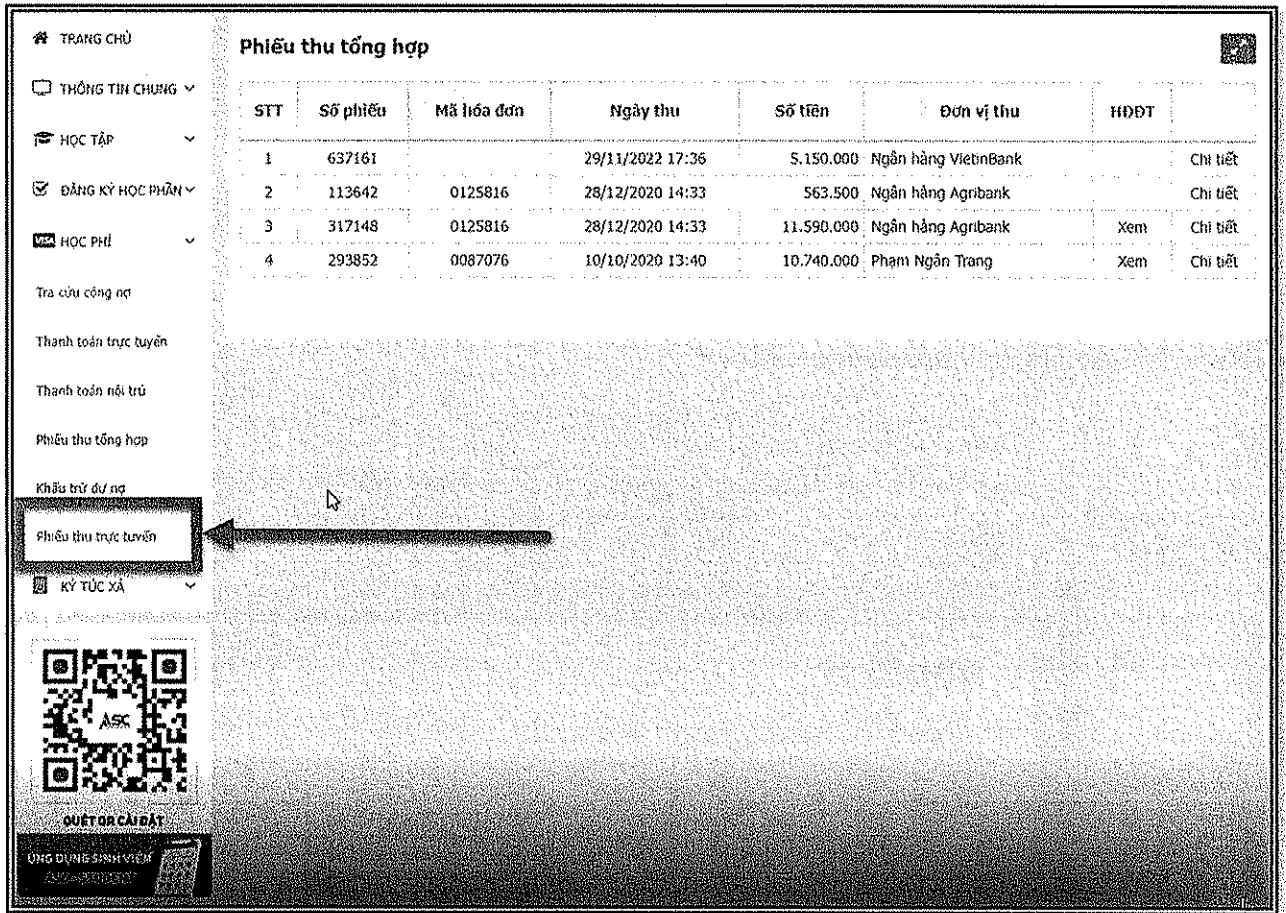 TRANG CHỦ
THÔNG TIN CHUNG
HỌC TẬP
ĐĂNG KÝ HỌC PHẦN
VISA HỌC PHÍ
Tra cứu công nợ
Thanh toán trực tuyến
Thanh toán nội trú
Phiếu thu tổng hợp
Khấu trừ dư nợ
Phiếu thu trực tuyến
KÝ TÚC XÁ
ASC
QUÉT QR CÀI ĐẶT
ỨNG DỤNG SINH VIÊN
Phiếu thu tổng hợp
STT Số phiếu Mã hóa đơn Ngày thu Số tiền Đơn vị thu HĐĐT
1 637161 29/11/2022 17:36 5.150.000 Ngân hàng VietinBank Chi tiết
2 113642 0125816 28/12/2020 14:33 563.500 Ngân hàng Agribank Chi tiết
3 317148 0125816 28/12/2020 14:33 11.590.000 Ngân hàng Agribank Xem Chi tiết
4 293852 0087076 10/10/2020 13:40 10.740.000 Phạm Ngân Trang Xem Chi tiết